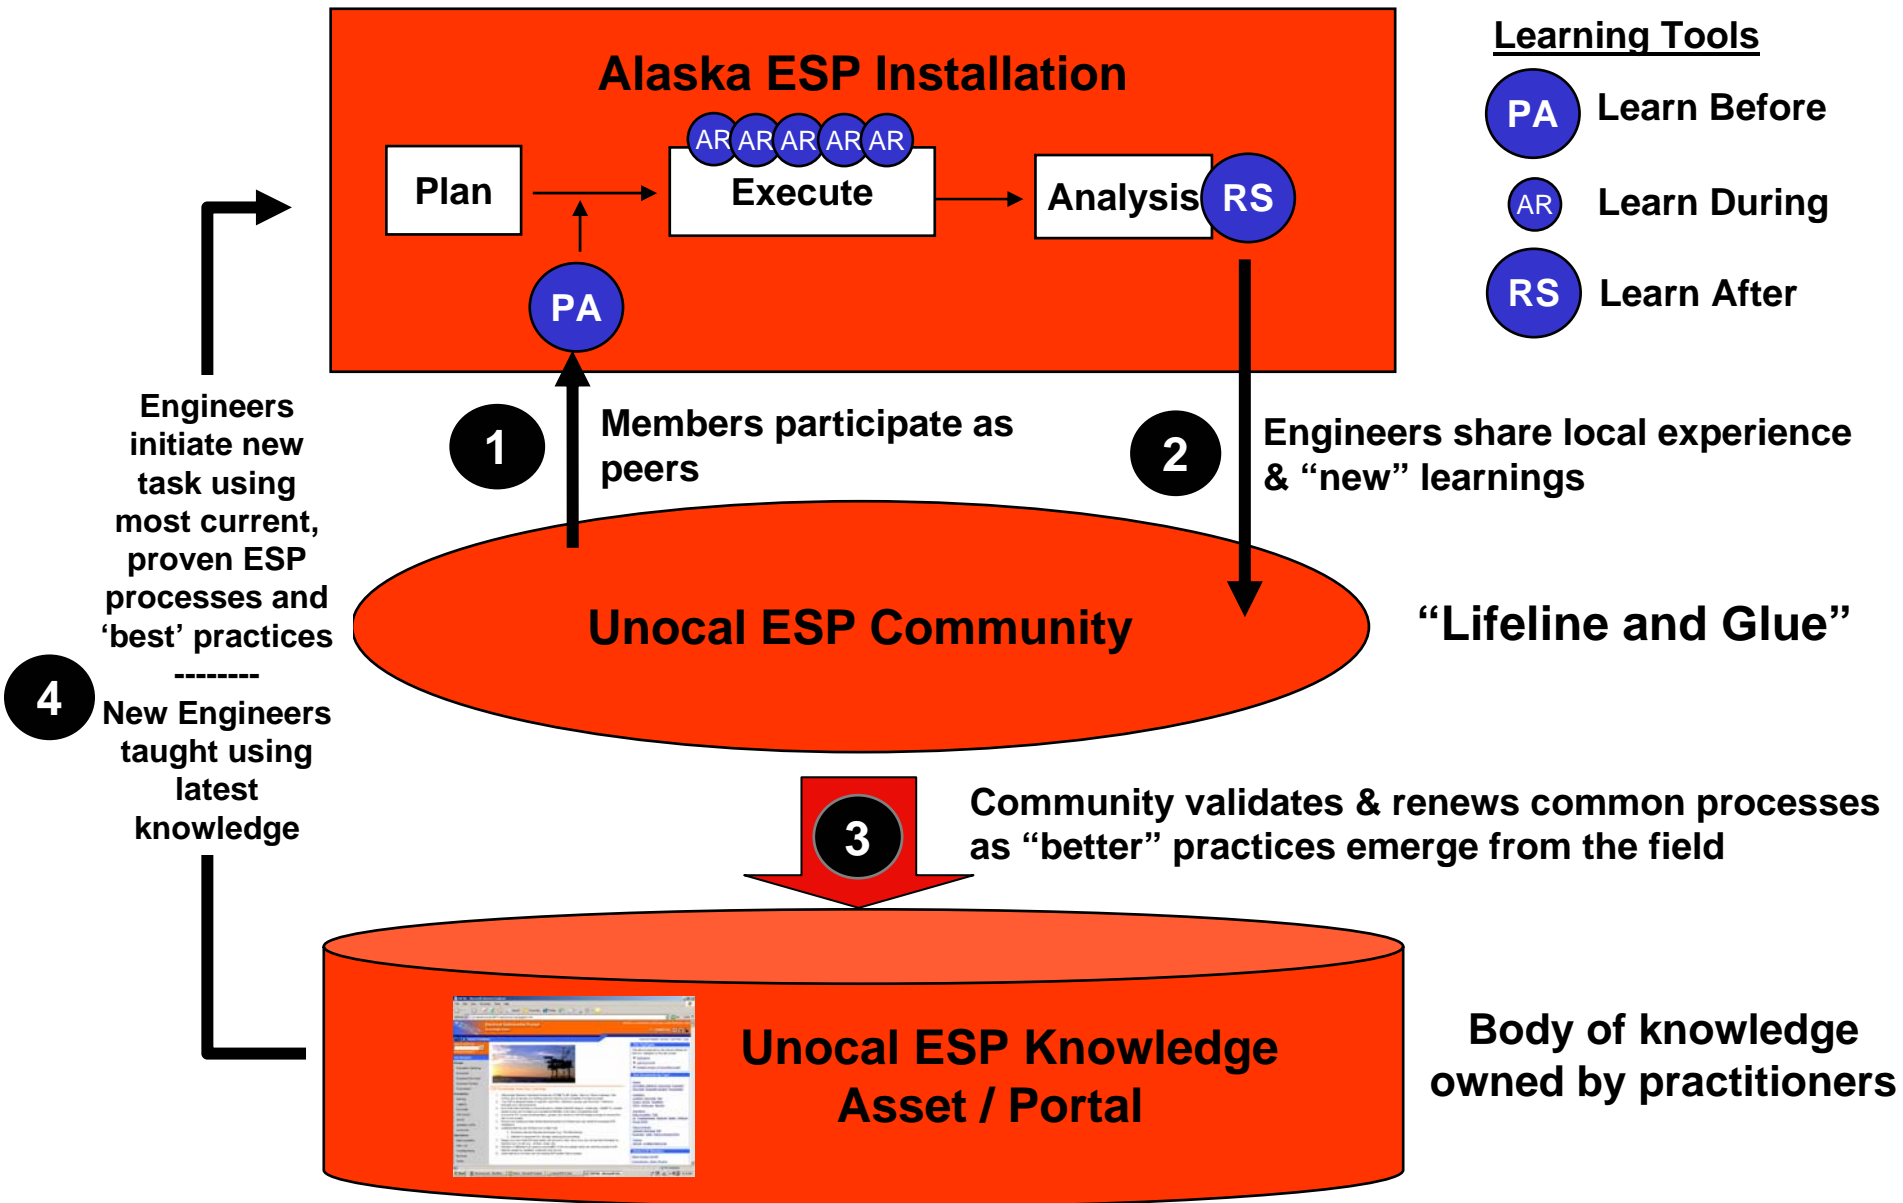 Alaska ESP Installation
Plan
AR AR AR AR AR
Execute
Analysis
RS
PA
Learning Tools
PA Learn Before
AR Learn During
RS Learn After
1
Members participate as
peers
2
Engineers share local experience
& “new” learnings
Engineers
initiate new
task using
most current,
proven ESP
processes and
‘best’ practices
--------
New Engineers
taught using
latest
knowledge
4
Unocal ESP Community
“Lifeline and Glue”
3
Community validates & renews common processes
as “better” practices emerge from the field
Unocal ESP Knowledge
Asset / Portal
Body of knowledge
owned by practitioners